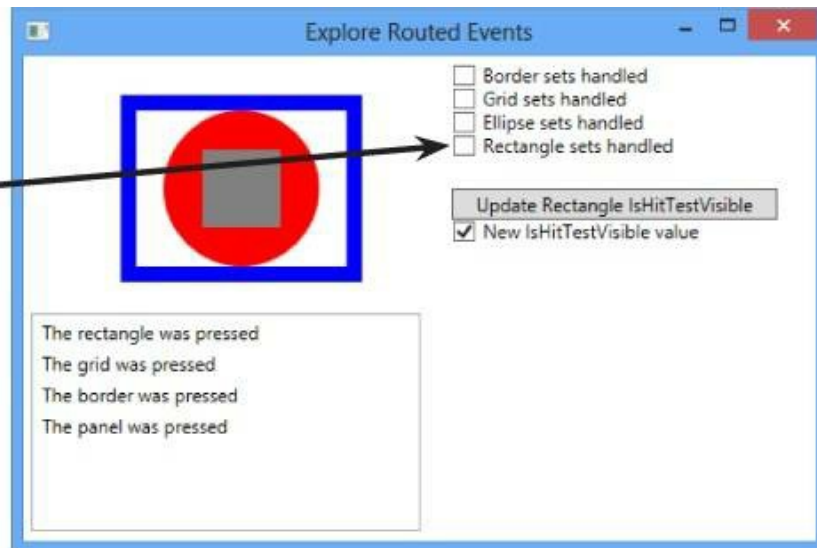 Explore Routed Events
Border sets handled
Grid sets handled
Ellipse sets handled
Rectangle sets handled
Update Rectangle IsHitTestVisible
New IsHitTestVisible value
The rectangle was pressed
The grid was pressed
The border was pressed
The panel was pressed